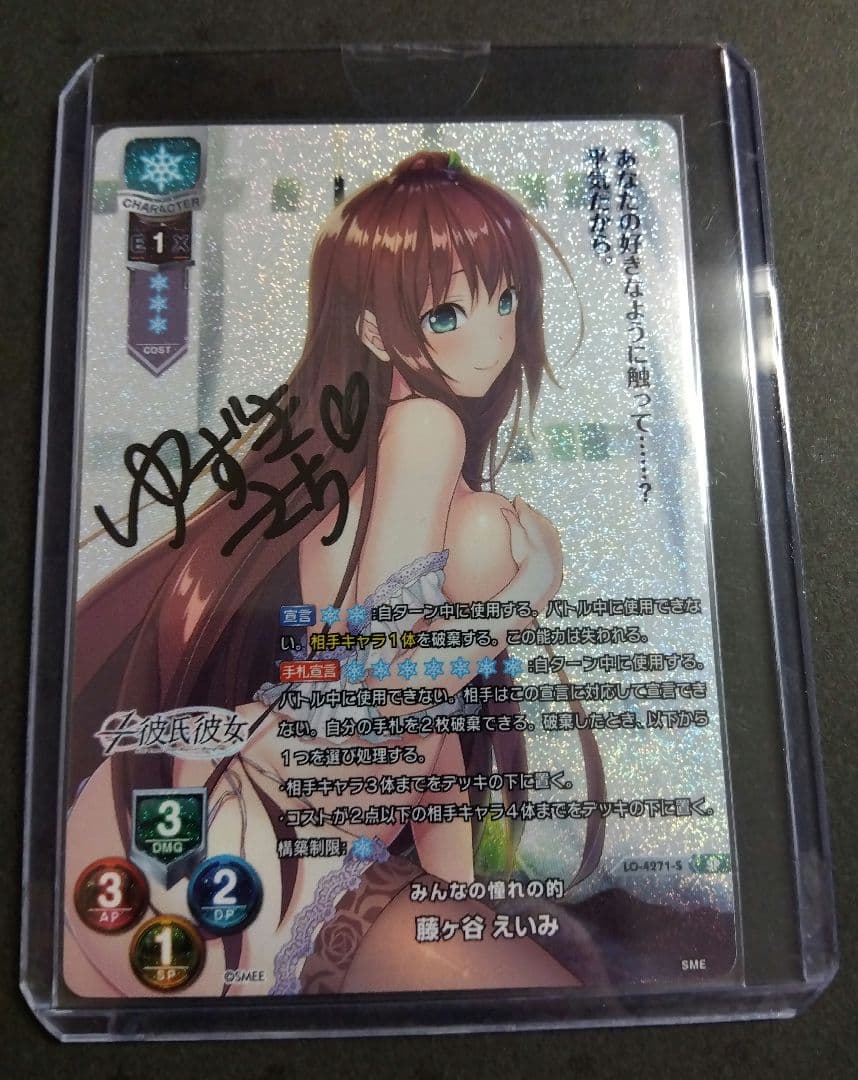 CHARACTER
E 1 X
COST
あなたの好きなように触って……?
平気だから。
ゆずき
宣言 :自ターン中に使用する。バトル中に使用できな
い。相手キャラ1体を破棄する。この能力は失われる。
手札宣言 :自ターン中に使用する。
バトル中に使用できない。相手はこの宣言に対応して宣言でき
ない。自分の手札を2枚破棄できる。破棄したとき、以下から
1つを選び処理する。
・相手キャラ3体までをデッキの下に置く。
・コストが2点以下の相手キャラ4体までをデッキの下に置く。
構築制限:
彼氏彼女
3
DMG
3
AP
2
DP
1
SP
LO-4271-S
みんなの憧れの的
藤ヶ谷 えいみ
©SMEE
SME